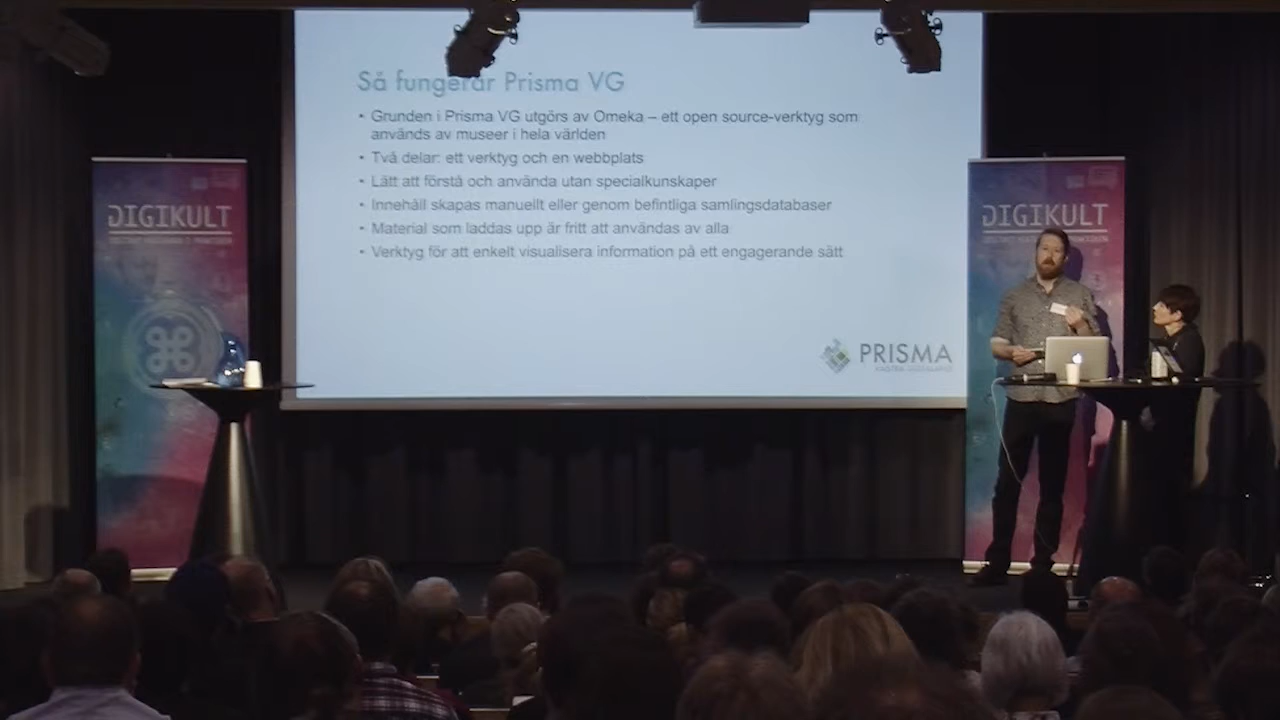 Så fungerar Prisma VG
• Grunden i Prisma VG utgörs av Omeka – ett open source-verktyg som
används av museer i hela världen
• Två delar: ett verktyg och en webbplats
• Lätt att förstå och använda utan specialkunskaper
• Innehåll skapas manuellt eller genom befintliga samlingsdatabaser
• Material som laddas upp är fritt att användas av alla
• Verktyg för att enkelt visualisera information på ett engagerande sätt
PRISMA
DIGIKULT
DIGIKULT